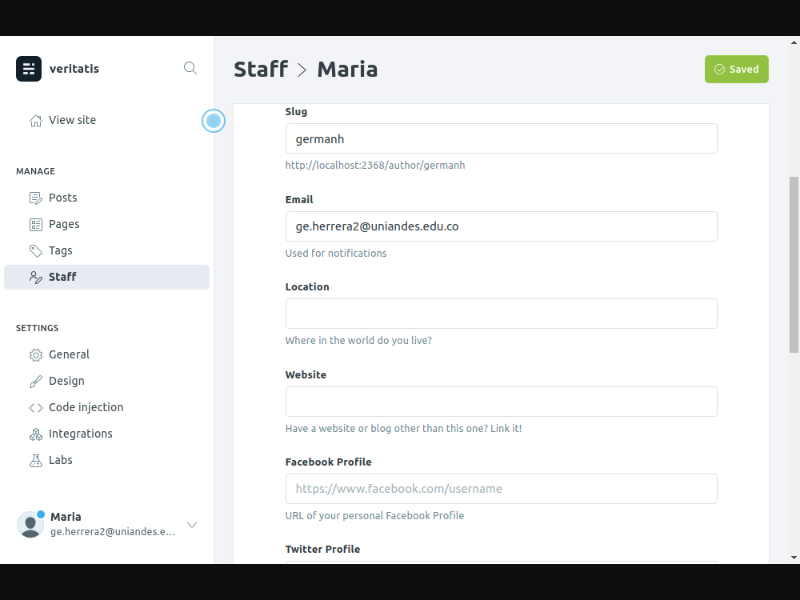 veritatis
View site
MANAGE
Posts
Pages
Tags
Staff
SETTINGS
General
Design
Code injection
Integrations
Labs
Maria
ge.herrera2@uniandes.e...
Staff > Maria
Saved
Slug
germanh
http://localhost:2368/author/germanh
Email
ge.herrera2@uniandes.edu.co
Used for notifications
Location
Where in the world do you live?
Website
Have a website or blog other than this one? Link it!
Facebook Profile
https://www.facebook.com/username
URL of your personal Facebook Profile
Twitter Profile